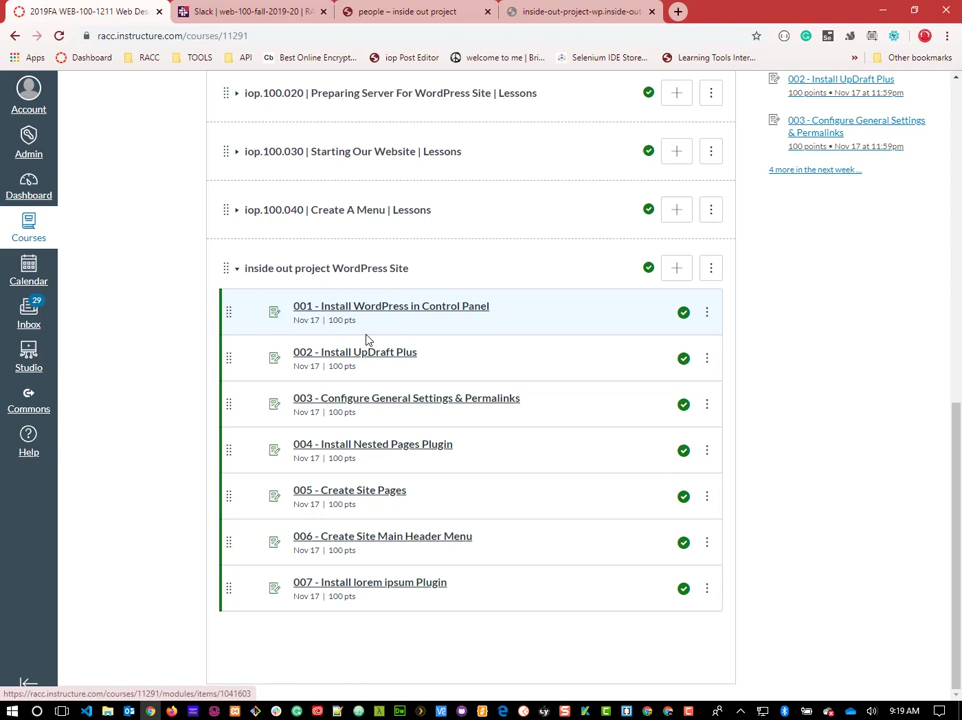 2019FA WEB-100-1211 Web Des
Slack | web-100-fall-2019-20 | RA
people – inside out project
inside-out-project-wp.inside-ou
racc.instructure.com/courses/11291
Apps
Dashboard
RACC
TOOLS
API
Cb Best Online Encrypt...
iop Post Editor
welcome to me | Bri...
Selenium IDE Store...
Learning Tools Inter...
»
Other bookmarks
Account
Admin
Dashboard
Courses
Calendar
29
Inbox
Studio
Commons
Help
iop.100.020 | Preparing Server For WordPress Site | Lessons
iop.100.030 | Starting Our Website | Lessons
iop.100.040 | Create A Menu | Lessons
inside out project WordPress Site
001 - Install WordPress in Control Panel
Nov 17 | 100 pts
002 - Install UpDraft Plus
Nov 17 | 100 pts
003 - Configure General Settings & Permalinks
Nov 17 | 100 pts
004 - Install Nested Pages Plugin
Nov 17 | 100 pts
005 - Create Site Pages
Nov 17 | 100 pts
006 - Create Site Main Header Menu
Nov 17 | 100 pts
007 - Install lorem ipsum Plugin
Nov 17 | 100 pts
002 - Install UpDraft Plus
100 points • Nov 17 at 11:59pm
003 - Configure General Settings
& Permalinks
100 points • Nov 17 at 11:59pm
4 more in the next week ...
https://racc.instructure.com/courses/11291/modules/items/1041603
9:19 AM